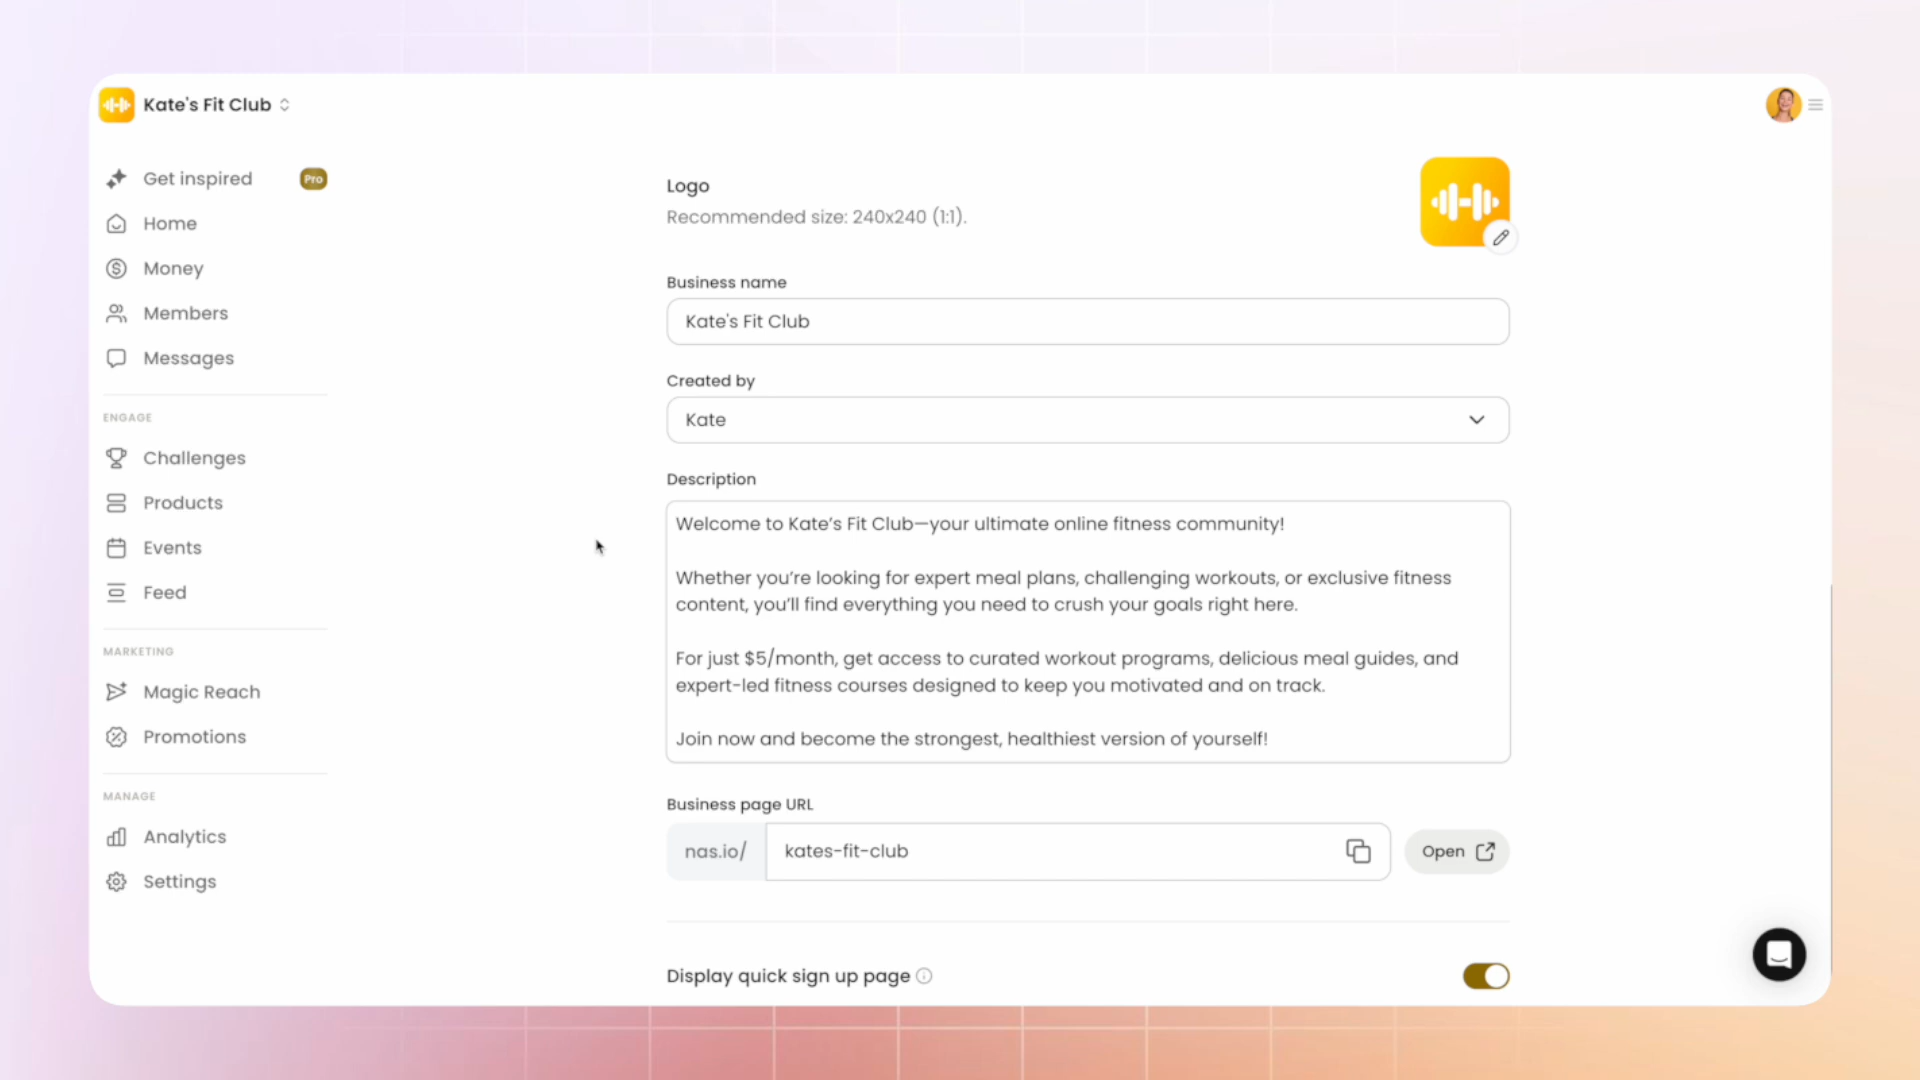 Kate's Fit Club
Get inspired
Pro
Home
Money
Members
Messages
ENGAGE
Challenges
Products
Events
Feed
MARKETING
Magic Reach
Promotions
MANAGE
Analytics
Settings
Logo
Recommended size: 240x240 (1:1).
Business name
Kate's Fit Club
Created by
Kate
Description
Welcome to Kate’s Fit Club—your ultimate online fitness community!
Whether you’re looking for expert meal plans, challenging workouts, or exclusive fitness
content, you’ll find everything you need to crush your goals right here.
For just $5/month, get access to curated workout programs, delicious meal guides, and
expert-led fitness courses designed to keep you motivated and on track.
Join now and become the strongest, healthiest version of yourself!
Business page URL
nas.io/
kates-fit-club
Open
Display quick sign up page